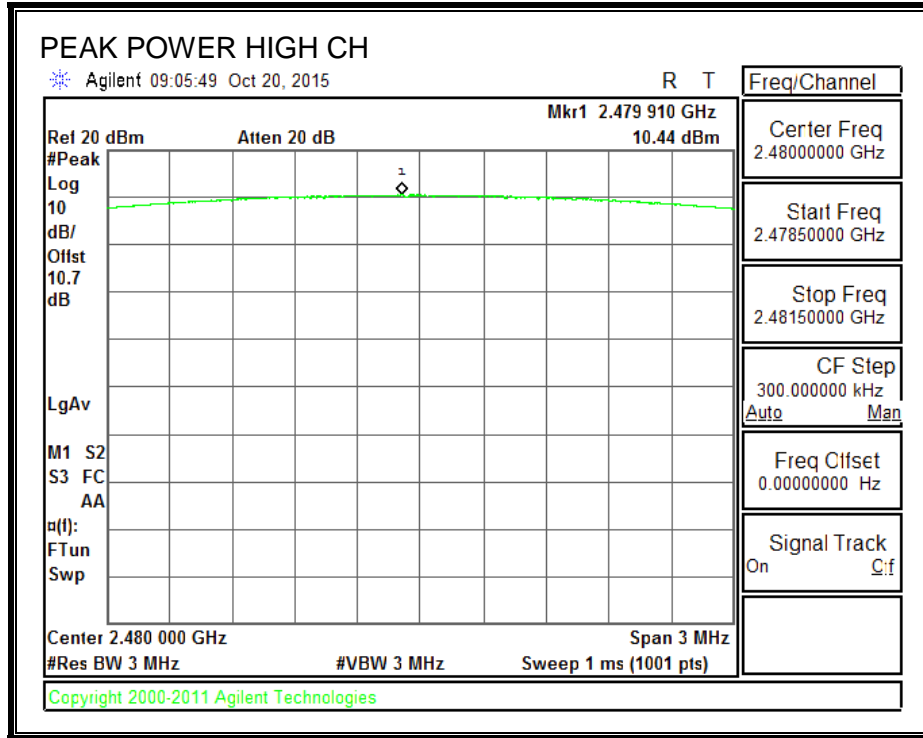 PEAK POWER HIGH CH
Agilent 09:05:49 Oct 20, 2015 R T
Mkr1 2.479 910 GHz
Ref 20 dBm Atten 20 dB 10.44 dBm
#Peak
Log
10
dB/
Offst
10.7
dB
1
LgAv
M1 S2
S3 FC
AA
¤(f):
FTun
Swp
Center 2.480 000 GHz Span 3 MHz
#Res BW 3 MHz #VBW 3 MHz Sweep 1 ms (1001 pts)
Copyright 2000-2011 Agilent Technologies
Freq/Channel
Center Freq
2.48000000 GHz
Start Freq
2.47850000 GHz
Stop Freq
2.48150000 GHz
CF Step
300.000000 kHz
Auto Man
Freq Offset
0.00000000 Hz
Signal Track
On Off